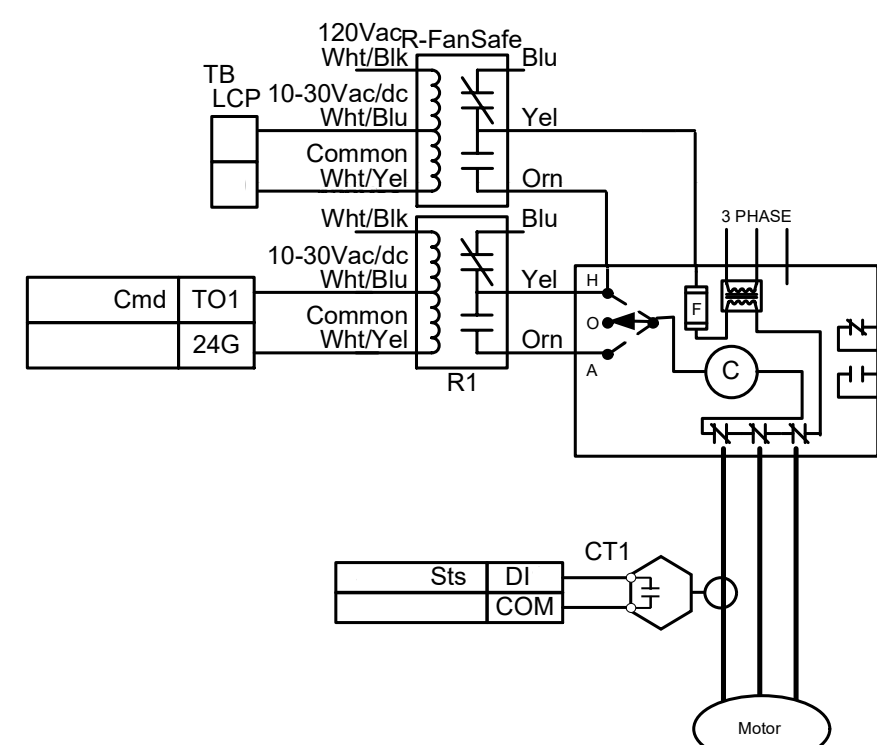 120Vac
R-FanSafe
Wht/Blk
Blu
TB
LCP
10-30Vac/dc
Wht/Blu
Yel
Common
Wht/Yel
Orn
Wht/Blk
Blu
3 PHASE
10-30Vac/dc
Wht/Blu
Yel
H
Cmd
TO1
F
Common
O
Wht/Yel
Orn
24G
A
C
R1
CT1
Sts
DI
COM
Motor